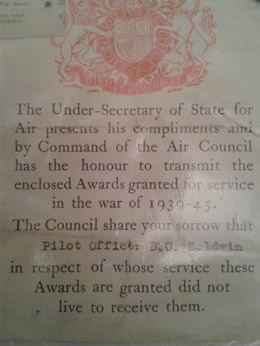 The Under-Secretary of State for
Air presents his compliments and
by Command of the Air Council
has the honour to transmit the
enclosed Awards granted for service
in the war of 1939-45.
The Council share your sorrow that
Pilot Officer B.O. Baldwin
in respect of whose service these
Awards are granted did not
live to receive them.